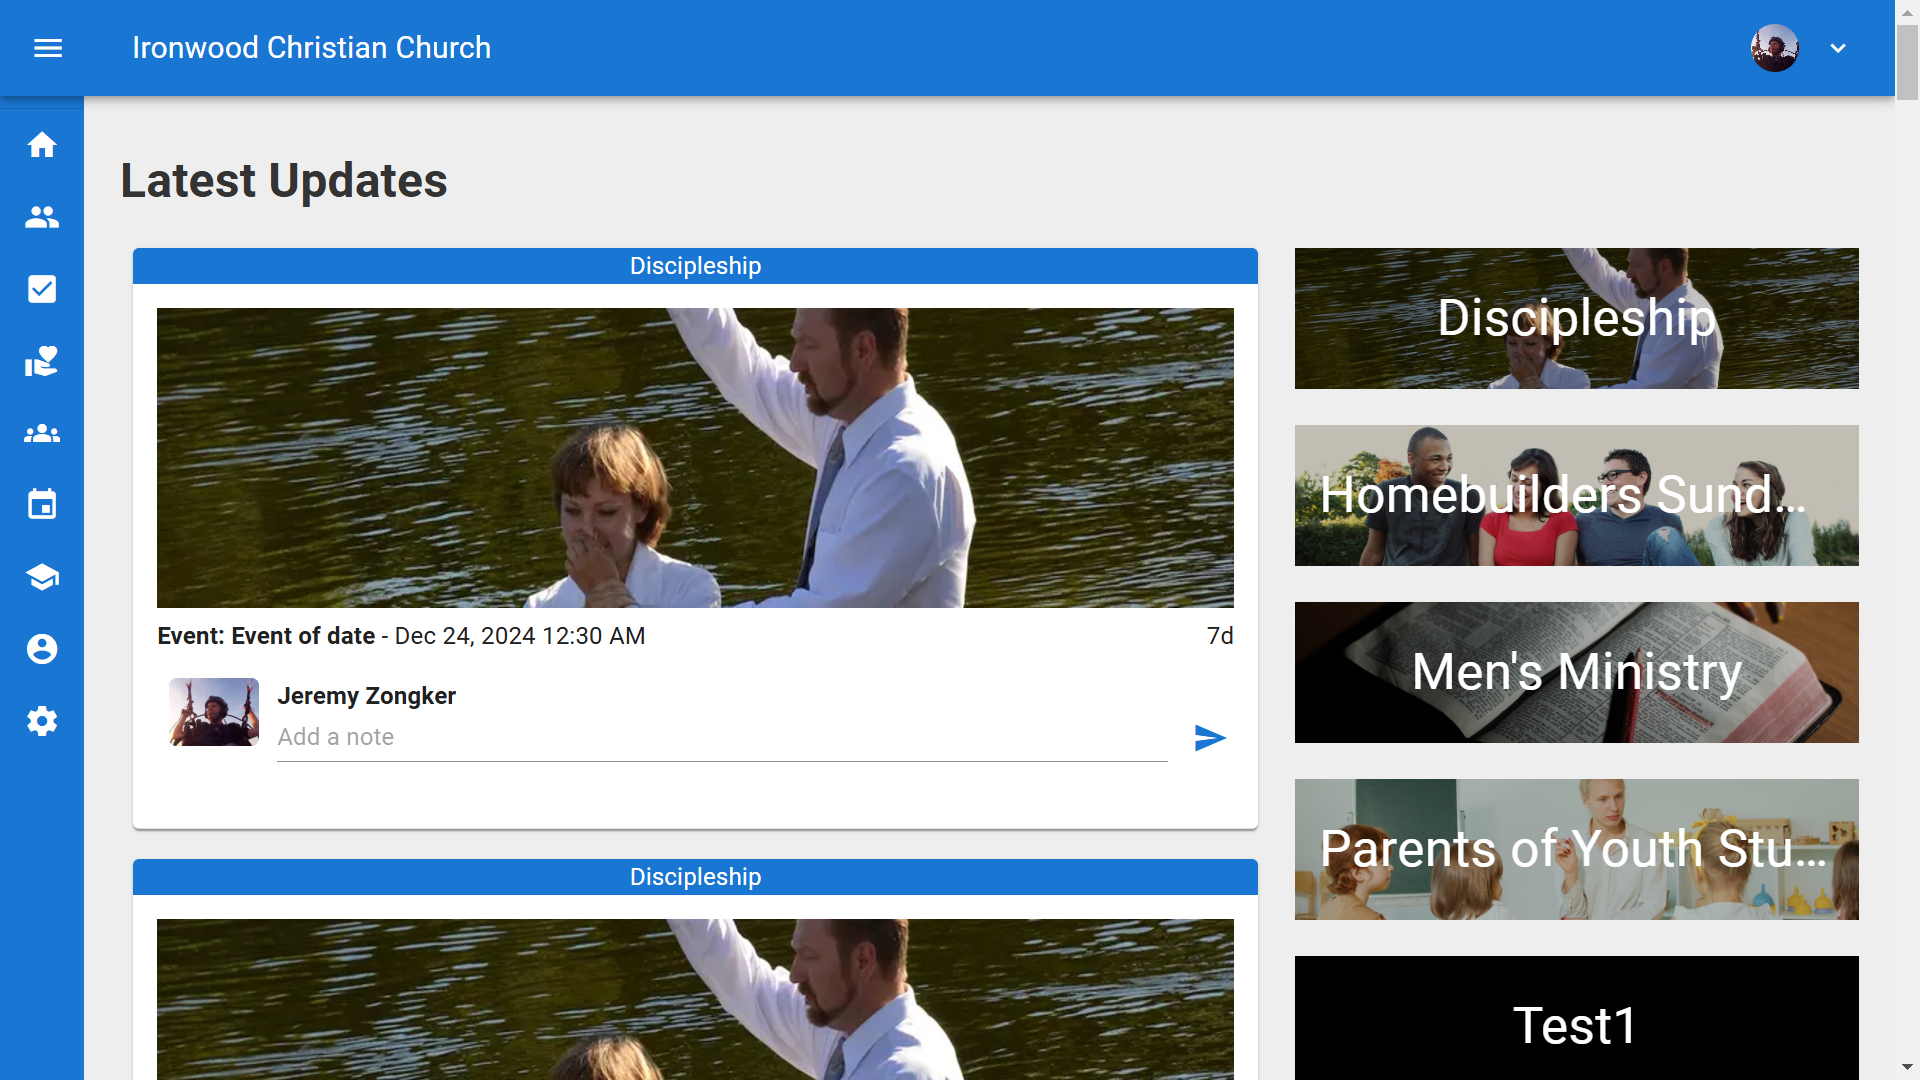 Ironwood Christian Church
Latest Updates
Discipleship
Event: Event of date - Dec 24, 2024 12:30 AM
7d
Jeremy Zongker
Add a note
Discipleship
Discipleship
Homebuilders Sund...
Men's Ministry
Parents of Youth Stu...
Test1